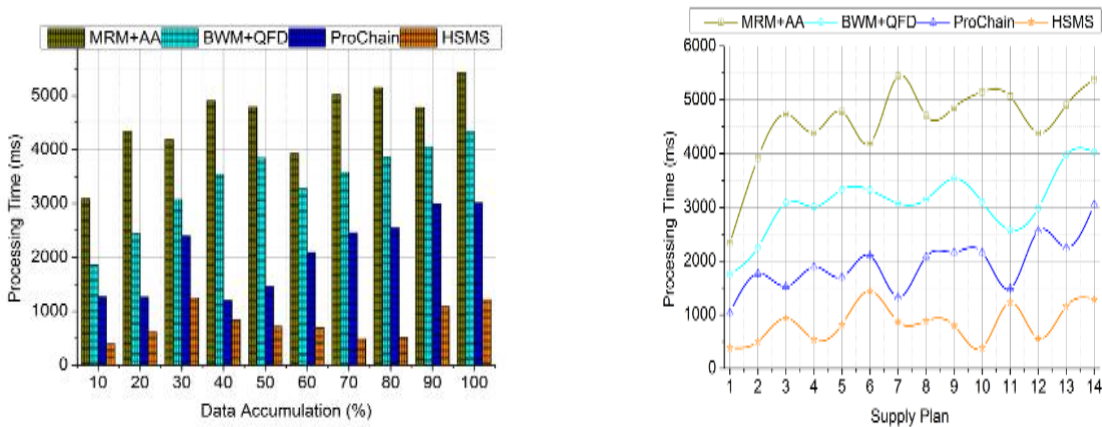 MRM+AA BWM+QFD ProChain HSMS
5000
4000
3000
2000
1000
0
Processing Time (ms)
10 20 30 40 50 60 70 80 90 100
Data Accumulation (%)
MRM+AA BWM+QFD ProChain HSMS
6000
5000
4000
3000
2000
1000
0
Processing Time (ms)
1 2 3 4 5 6 7 8 9 10 11 12 13 14
Supply Plan